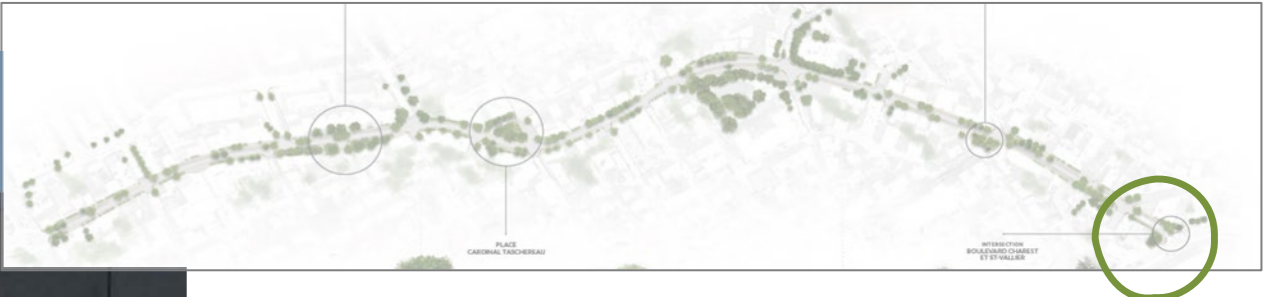 PLACE
CARDINAL TASCHEREAU
INTERSECTION
BOULEVARD CHAREST
ET ST-VALLIER